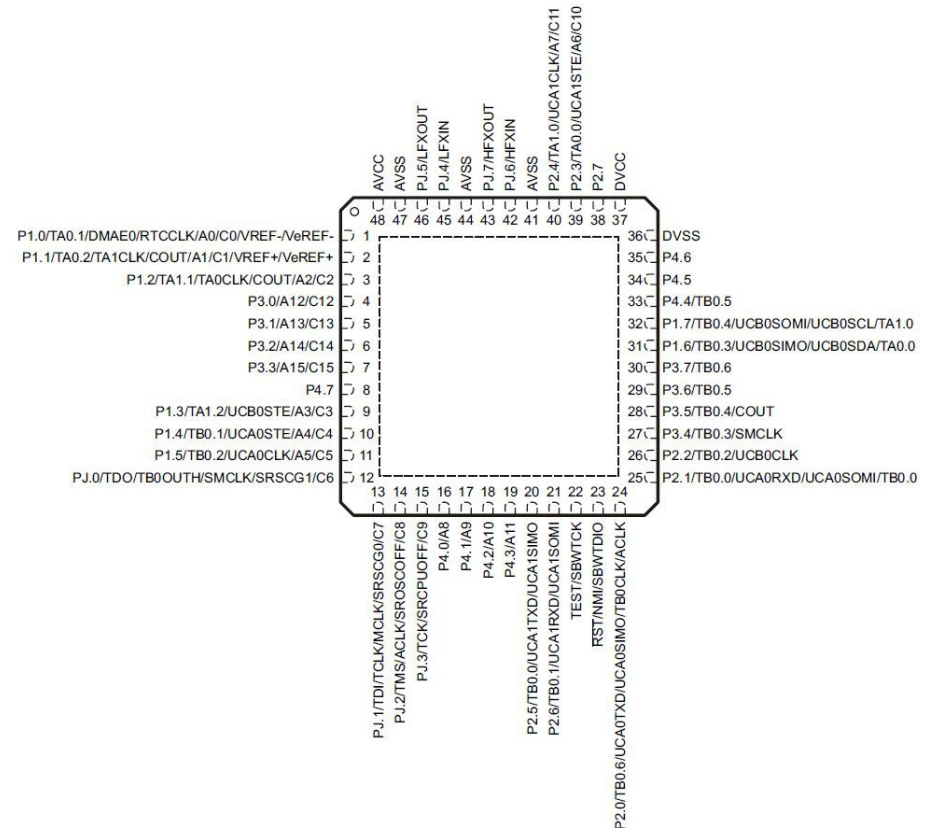 P2.4/TA1.0/UCA1CLK/A7/C11
P2.3/TA0.0/UCA1STE/A6/C10
AVCC
AVSS
PJ.5/LFXOUT
PJ.4/LFXIN
AVSS
PJ.7/HFXOUT
PJ.6/HFXIN
AVSS
P2.7
DVCC
48 47 46 45 44 43 42 41 40 39 38 37
P1.0/TA0.1/DMAE0/RTCCLK/A0/C0/VREF-/VeREF- 1
P1.1/TA0.2/TA1CLK/COUT/A1/C1/VREF+/VeREF+ 2
P1.2/TA1.1/TA0CLK/COUT/A2/C2 3
P3.0/A12/C12 4
P3.1/A13/C13 5
P3.2/A14/C14 6
P3.3/A15/C15 7
P4.7 8
P1.3/TA1.2/UCB0STE/A3/C3 9
P1.4/TB0.1/UCA0STE/A4/C4 10
P1.5/TB0.2/UCA0CLK/A5/C5 11
PJ.0/TDO/TB0OUTH/SMCLK/SRSCG1/C6 12
36 DVSS
35 P4.6
34 P4.5
33 P4.4/TB0.5
32 P1.7/TB0.4/UCB0SOMI/UCB0SCL/TA1.0
31 P1.6/TB0.3/UCB0SIMO/UCB0SDA/TA0.0
30 P3.7/TB0.6
29 P3.6/TB0.5
28 P3.5/TB0.4/COUT
27 P3.4/TB0.3/SMCLK
26 P2.2/TB0.2/UCB0CLK
25 P2.1/TB0.0/UCA0RXD/UCA0SOMI/TB0.0
13 14 15 16 17 18 19 20 21 22 23 24
PJ.1/TDI/TCLK/MCLK/SRSCG0/C7
PJ.2/TMS/ACLK/SROSCOFF/C8
PJ.3/TCK/SRCPUOFF/C9
P4.0/A8
P4.1/A9
P4.2/A10
P4.3/A11
P2.5/TB0.0/UCA1TXD/UCA1SIMO
P2.6/TB0.1/UCA1RXD/UCA1SOMI
TEST/SBWTCK
RST/NMI/SBWTDIO
P2.0/TB0.6/UCA0TXD/UCA0SIMO/TB0CLK/ACLK